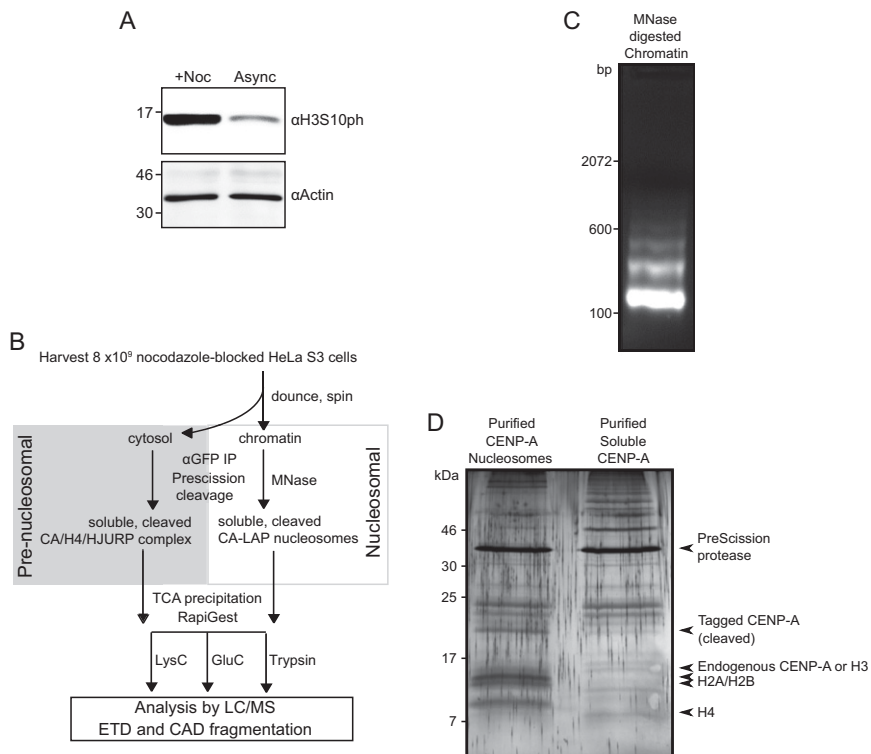 A
+Noc Async
17
αH3S10ph
46
αActin
30
B
Harvest 8 x10⁹ nocodazole-blocked HeLa S3 cells
dounce, spin
cytosol chromatin
αGFP IP
Prescission
cleavage
MNase
soluble, cleaved
CA/H4/HJURP complex
soluble, cleaved
CA-LAP nucleosomes
Pre-nucleosomal
Nucleosomal
TCA precipitation
RapiGest
LysC GluC Trypsin
Analysis by LC/MS
ETD and CAD fragmentation
C
MNase
digested
Chromatin
bp
2072
600
100
D
Purified
CENP-A
Nucleosomes
Purified
Soluble
CENP-A
kDa
46
30
25
17
7
PreScission
protease
Tagged CENP-A
(cleaved)
Endogenous CENP-A or H3
H2A/H2B
H4